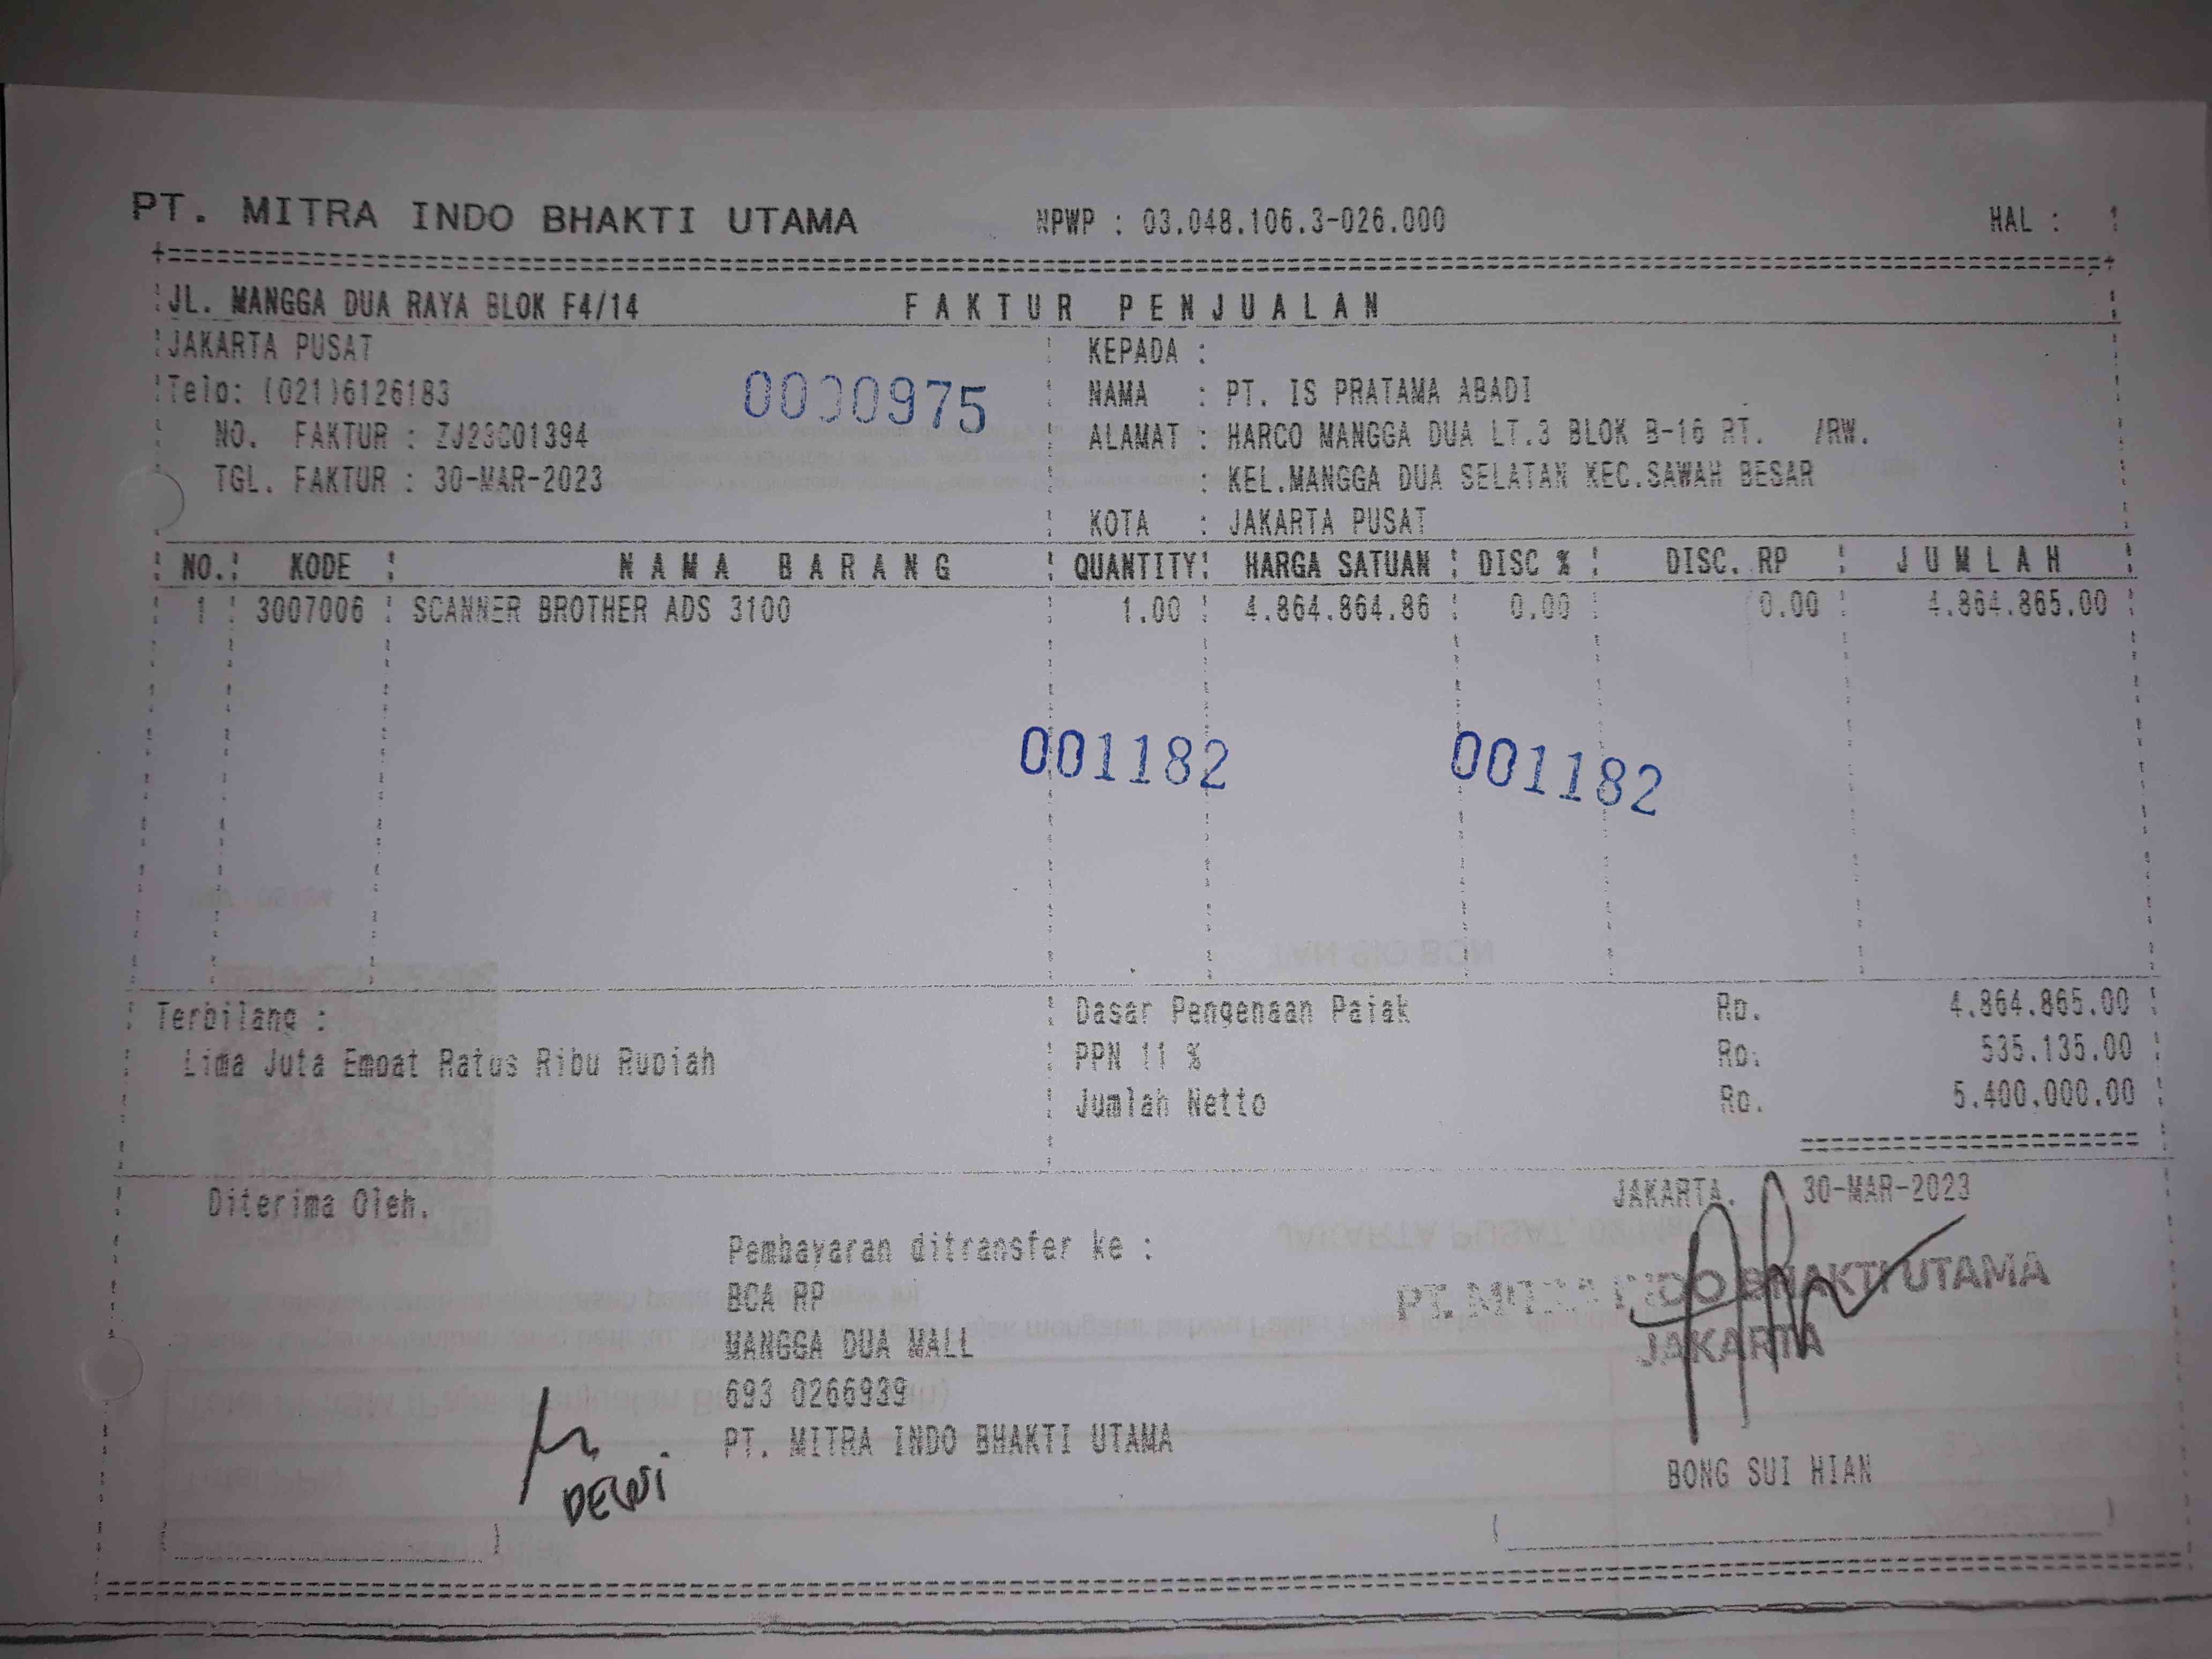 PT. MITRA INDO BHAKTI UTAMA NPWP : 03.048.106.3-026.000 HAL : 1
JL. MANGGA DUA RAYA BLOK F4/14 FAKTUR PENJUALAN
JAKARTA PUSAT KEPADA :
Telp: (021)6126183 0000975 NAMA : PT. IS PRATAMA ABADI
NO. FAKTUR : ZJ23C01394 ALAMAT : HARCO MANGGA DUA LT.3 BLOK B-16 RT. /RW.
TGL. FAKTUR : 30-MAR-2023 : KEL.MANGGA DUA SELATAN KEC.SAWAH BESAR
KOTA : JAKARTA PUSAT
NO. KODE NAMA BARANG QUANTITY HARGA SATUAN DISC % DISC. RP JUMLAH
1 3007006 SCANNER BROTHER ADS 3100 1.00 4.864.864.86 0.00 0.00 4.864.865.00
001182 001182
Terbilang : Dasar Pengenaan Pajak Rp. 4.864.865.00
Lima Juta Empat Ratus Ribu Rupiah PPN 11 % Rp. 535.135.00
Jumlah Netto Rp. 5.400.000.00
Diterima Oleh. JAKARTA, 30-MAR-2023
Pembayaran ditransfer ke :
BCA RP PT. MITRA INDO BHAKTI UTAMA
MANGGA DUA MALL JAKARTA
693 0266939
PT. MITRA INDO BHAKTI UTAMA
DEWI BONG SUI HIAN